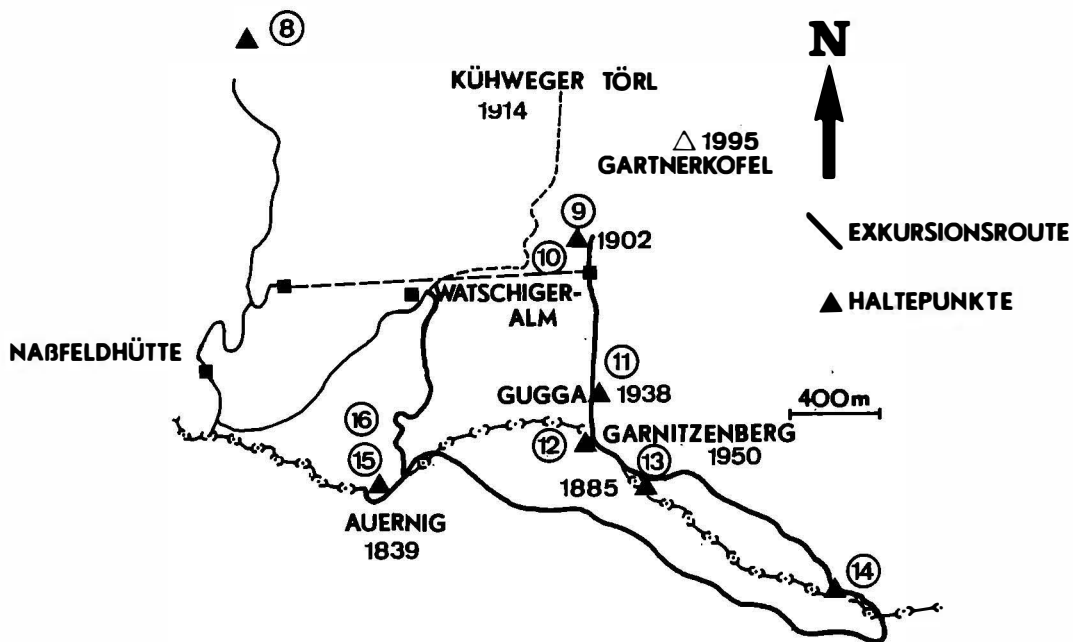 8
N
KÜHWEGER TÖRL
1914
1995
GARTNERKOFEL
9
1902
EXKURSIONSROUTE
10
WATSCHIGER-
ALM
HALTEPUNKTE
NAßFELDHÜTTE
11
GUGGA
1938
400m
16
12
GARNITZENBERG
1950
15
13
1885
AUERNIG
1839
14